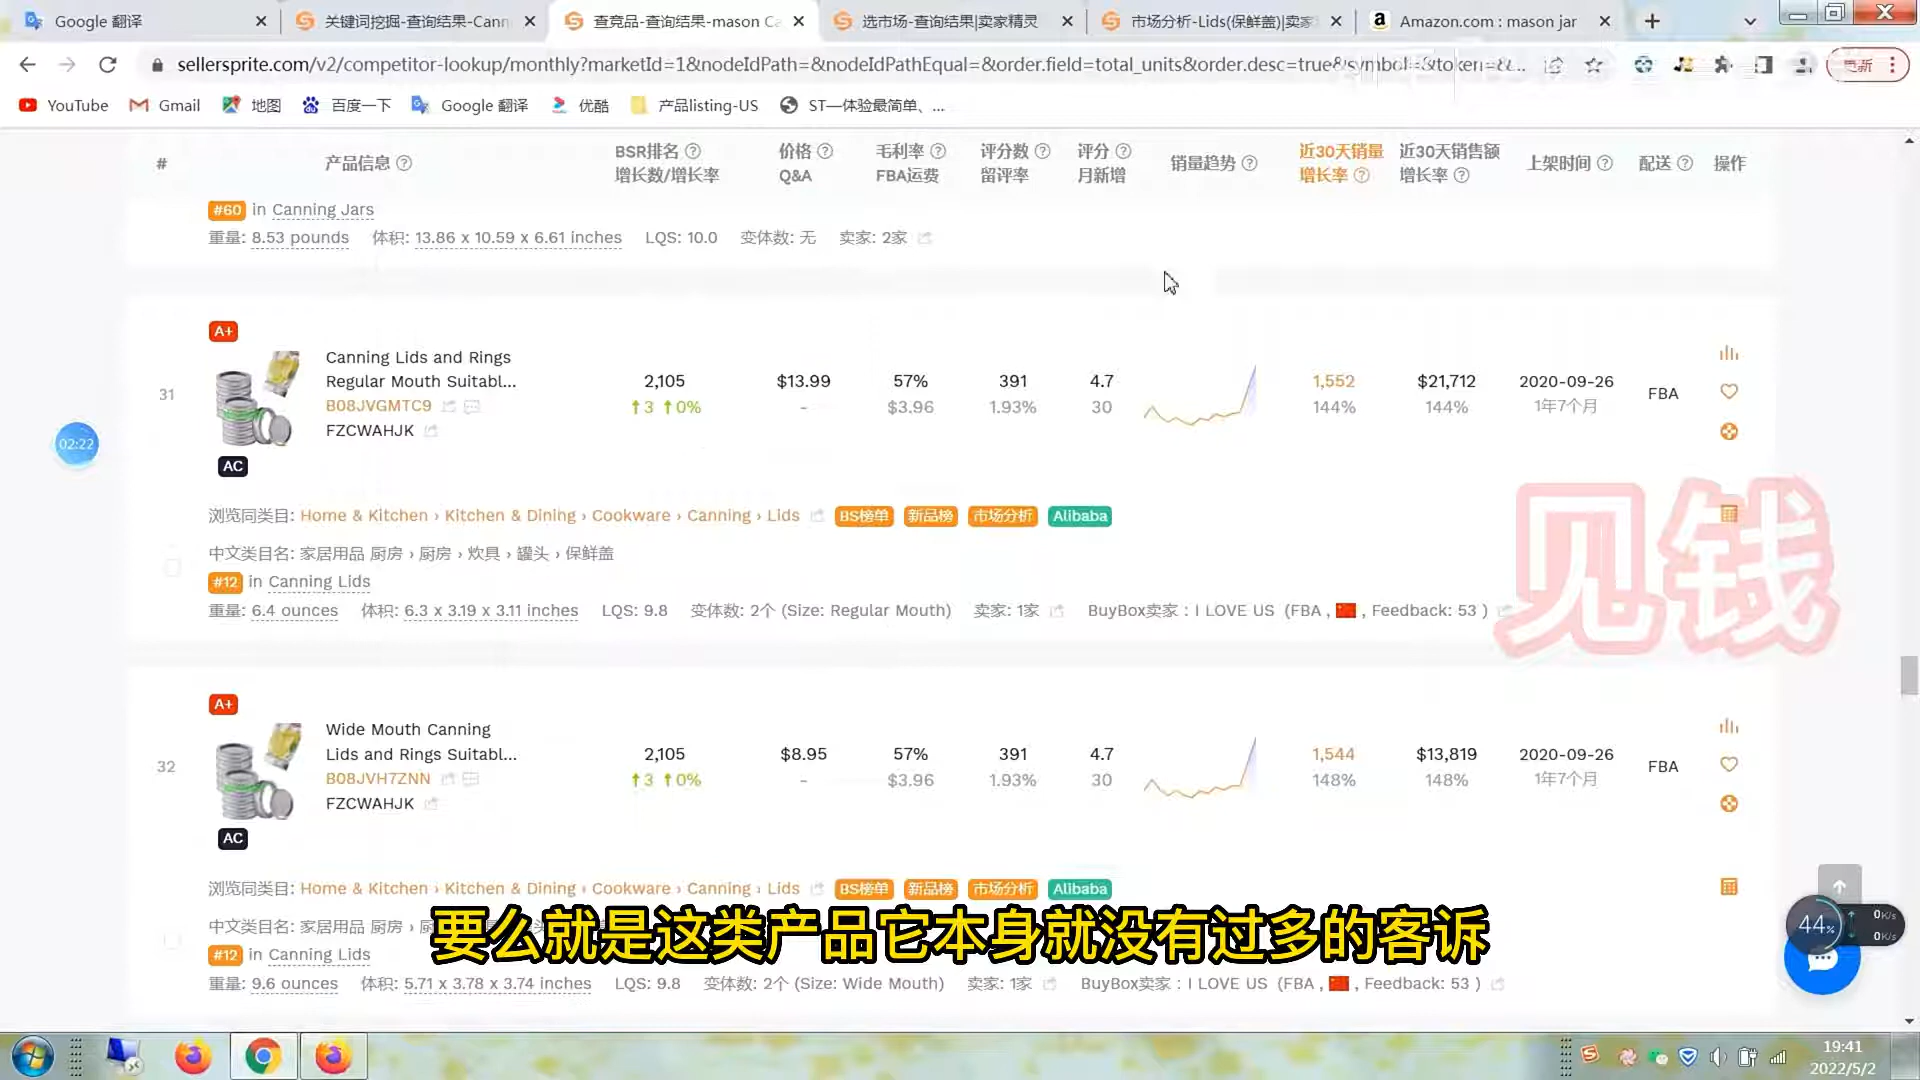 Google 翻译
关键词挖掘-查询结果-Cann
查竞品-查询结果-mason Ca
选市场-查询结果|卖家精灵
市场分析-Lids(保鲜盖)|卖家
Amazon.com : mason jar
sellersprite.com/v2/competitor-lookup/monthly?marketId=1&nodeIdPath=&nodeIdPathEqual=&order.field=total_units&order.desc=true&symbol=&token=&...
更新
YouTube
Gmail
地图
百度一下
Google 翻译
优酷
产品listing-US
ST—体验最简单、...
# 产品信息 BSR排名 价格 毛利率 评分数 评分 销量趋势 近30天销量 近30天销售额 上架时间 配送 操作
增长数/增长率 Q&A FBA运费 留评率 月新增 增长率 增长率
#60 in Canning Jars
重量: 8.53 pounds 体积: 13.86 x 10.59 x 6.61 inches LQS: 10.0 变体数: 无 卖家: 2家
A+
Canning Lids and Rings
Regular Mouth Suitabl...
31
B08JVGMTC9
FZCWAHJK
2,105 $13.99 57% 391 4.7 1,552 $21,712 2020-09-26 FBA
↑3 ↑0% - $3.96 1.93% 30 144% 144% 1年7个月
02:22
AC
浏览同类目: Home & Kitchen › Kitchen & Dining › Cookware › Canning › Lids BS榜单 新品榜 市场分析 Alibaba
见钱
中文类目名: 家居用品 厨房 › 厨房 › 炊具 › 罐头 › 保鲜盖
#12 in Canning Lids
重量: 6.4 ounces 体积: 6.3 x 3.19 x 3.11 inches LQS: 9.8 变体数: 2个 (Size: Regular Mouth) 卖家: 1家 BuyBox卖家 : I LOVE US (FBA , , Feedback: 53 )
A+
Wide Mouth Canning
Lids and Rings Suitabl...
32
B08JVH7ZNN
FZCWAHJK
2,105 $8.95 57% 391 4.7 1,544 $13,819 2020-09-26 FBA
↑3 ↑0% - $3.96 1.93% 30 148% 148% 1年7个月
AC
浏览同类目: Home & Kitchen › Kitchen & Dining › Cookware › Canning › Lids BS榜单 新品榜 市场分析 Alibaba
中文类目名: 家居用品 厨房 ›
要么就是这类产品它本身就没有过多的客诉
#12 in Canning Lids
重量: 9.6 ounces 体积: 5.71 x 3.78 x 3.74 inches LQS: 9.8 变体数: 2个 (Size: Wide Mouth) 卖家: 1家 BuyBox卖家 : I LOVE US (FBA , , Feedback: 53 )
44%
0K/s
0K/s
19:41
2022/5/2